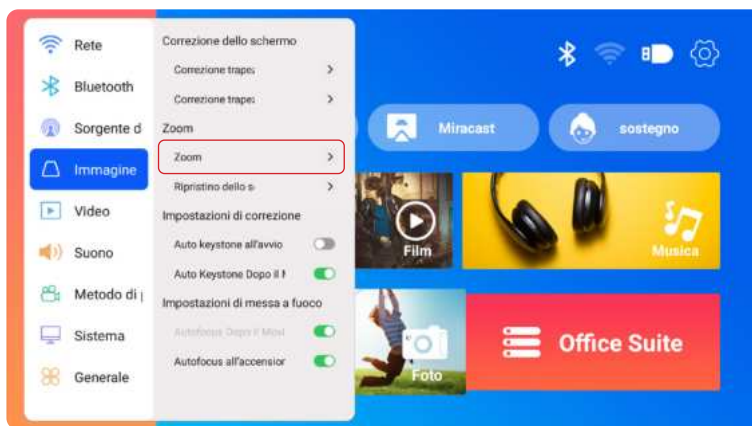 Rete
Bluetooth
Sorgente d
Immagine
Video
Suono
Metodo di
Sistema
Generale
Correzione dello schermo
Correzione trape
Correzione trape
Zoom
Zoom
Ripristino dello s
Impostazioni di correzione
Auto keystone all'avvio
Auto Keystone Dopo il
Impostazioni di messa a fuoco
Autofocus Dopo il Movi
Autofocus all'accension
Miracast
sostegno
Film
Musica
Foto
Office Suite